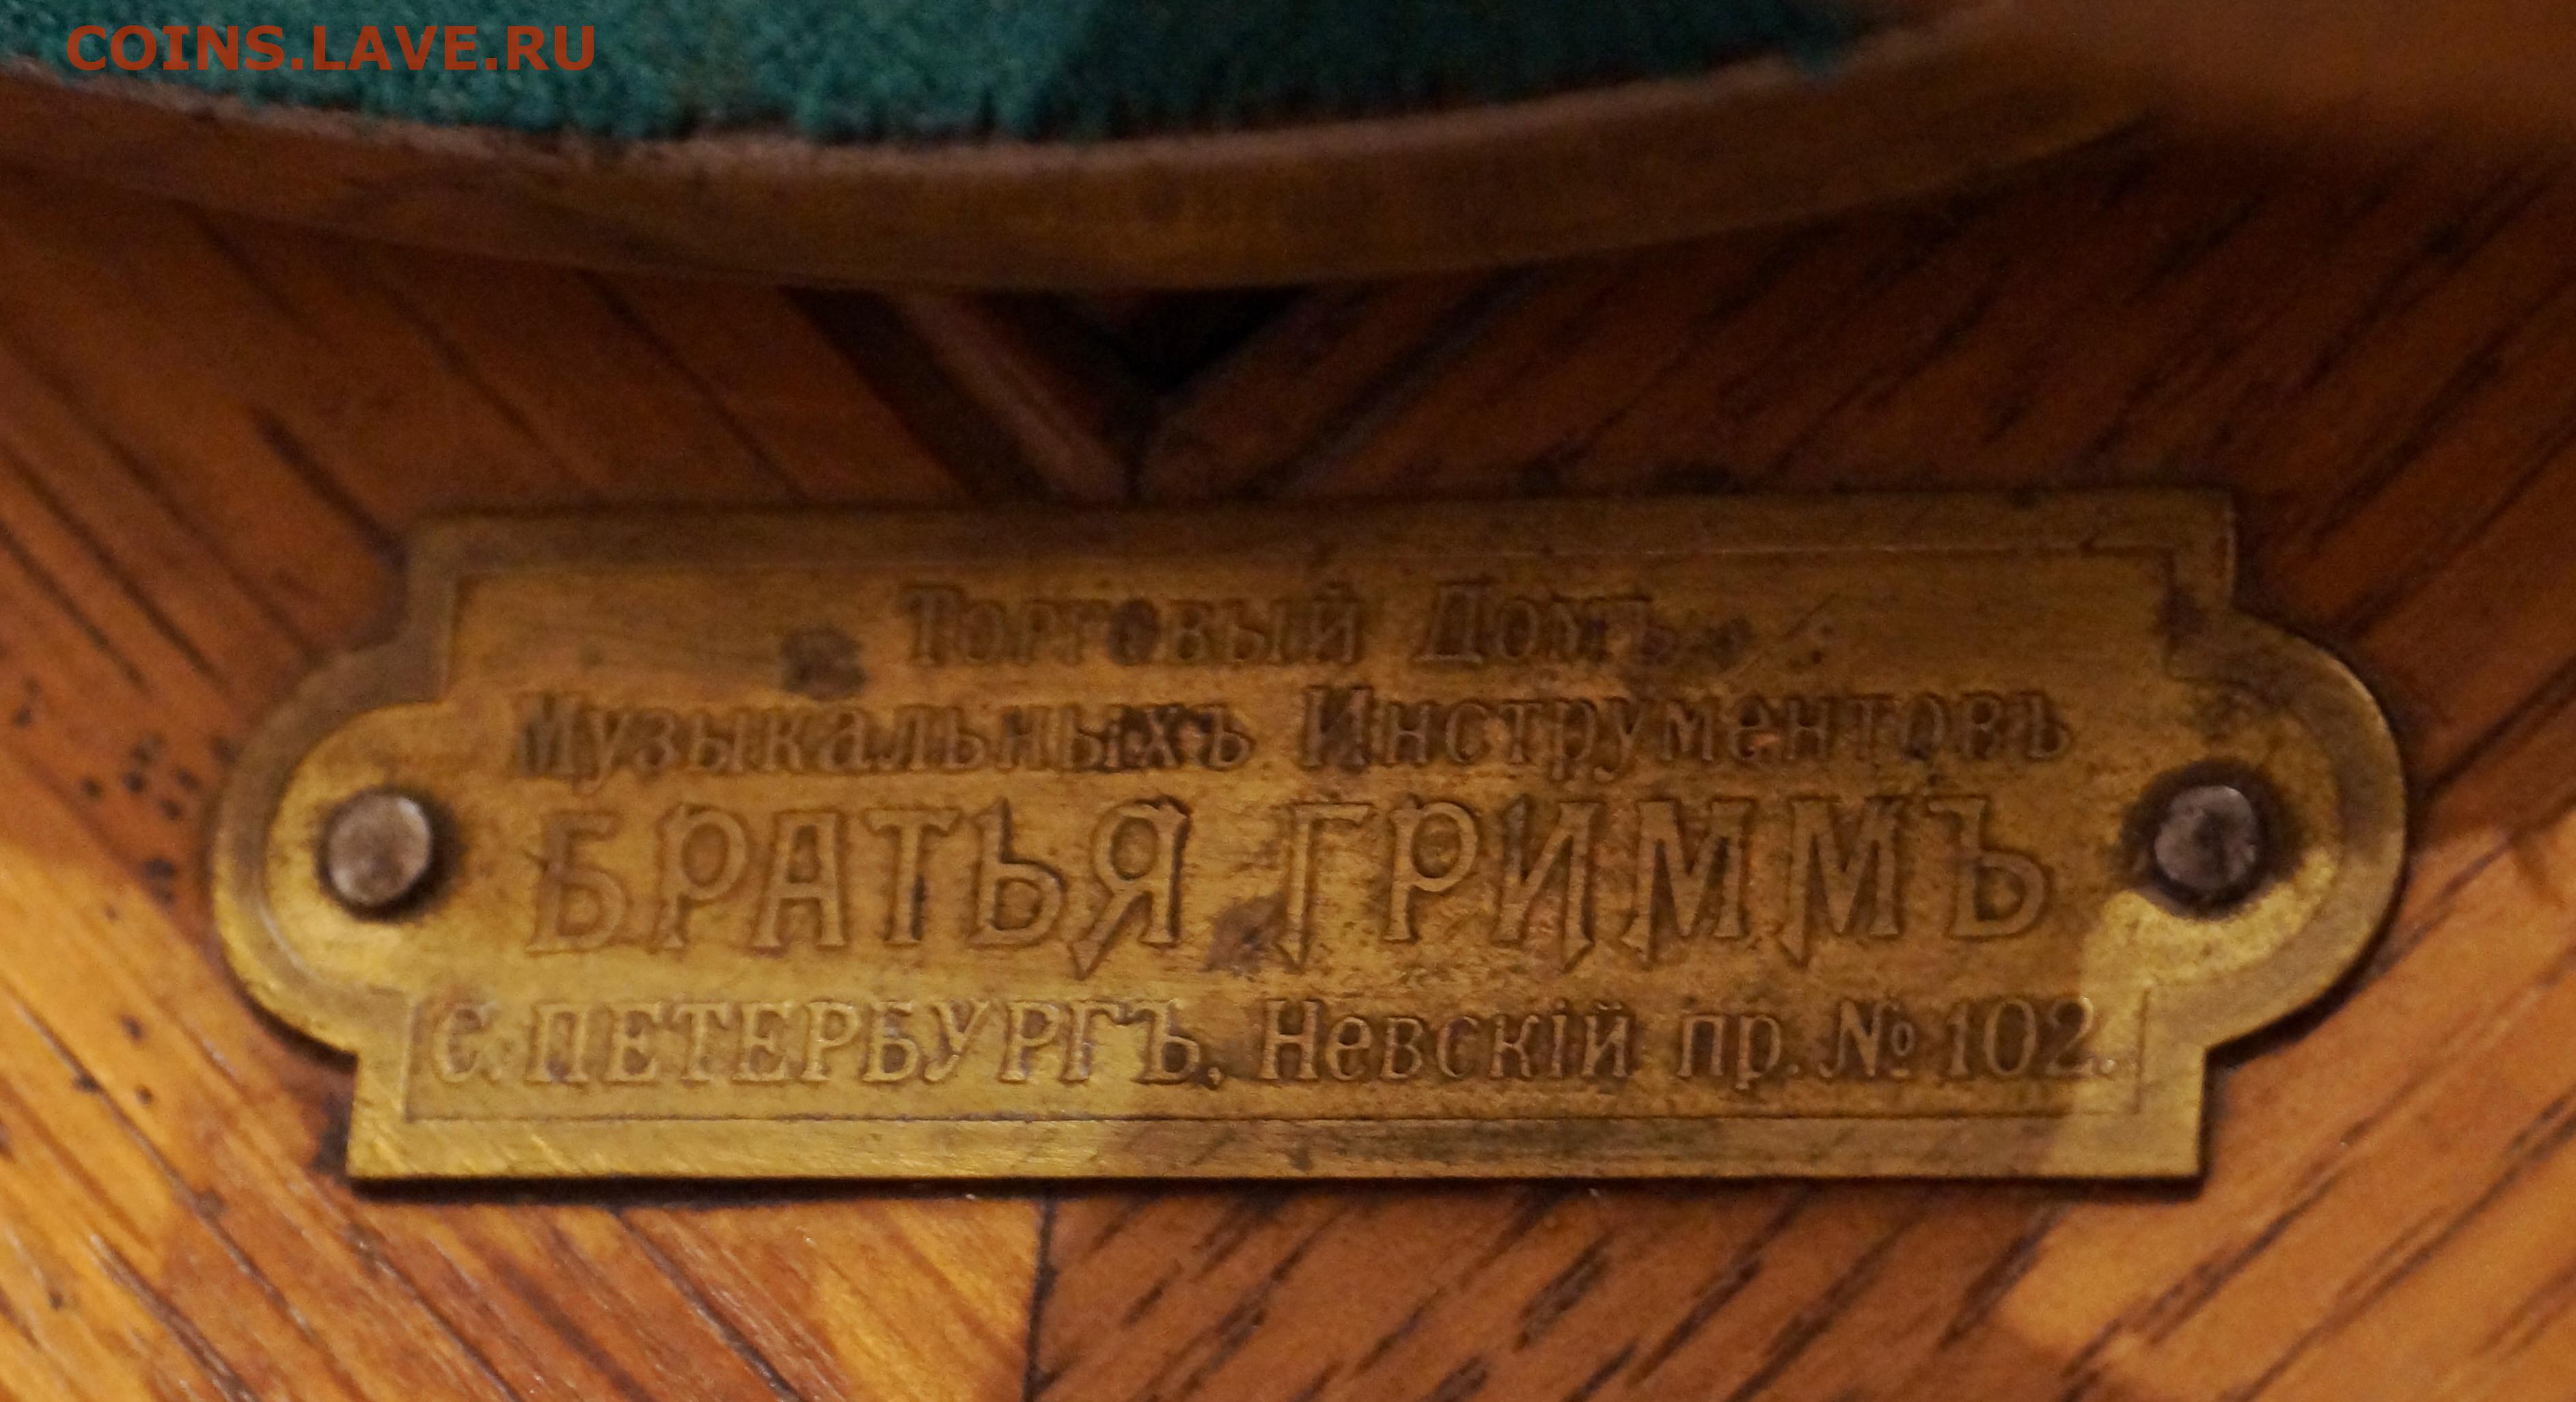 COINS.LAVE.RU
Торговый Домъ
Музыкальныхъ Инструментовъ
БРАТЬЯ ГРИММЪ
С. ПЕТЕРБУРГЪ, Невскій пр. № 102.